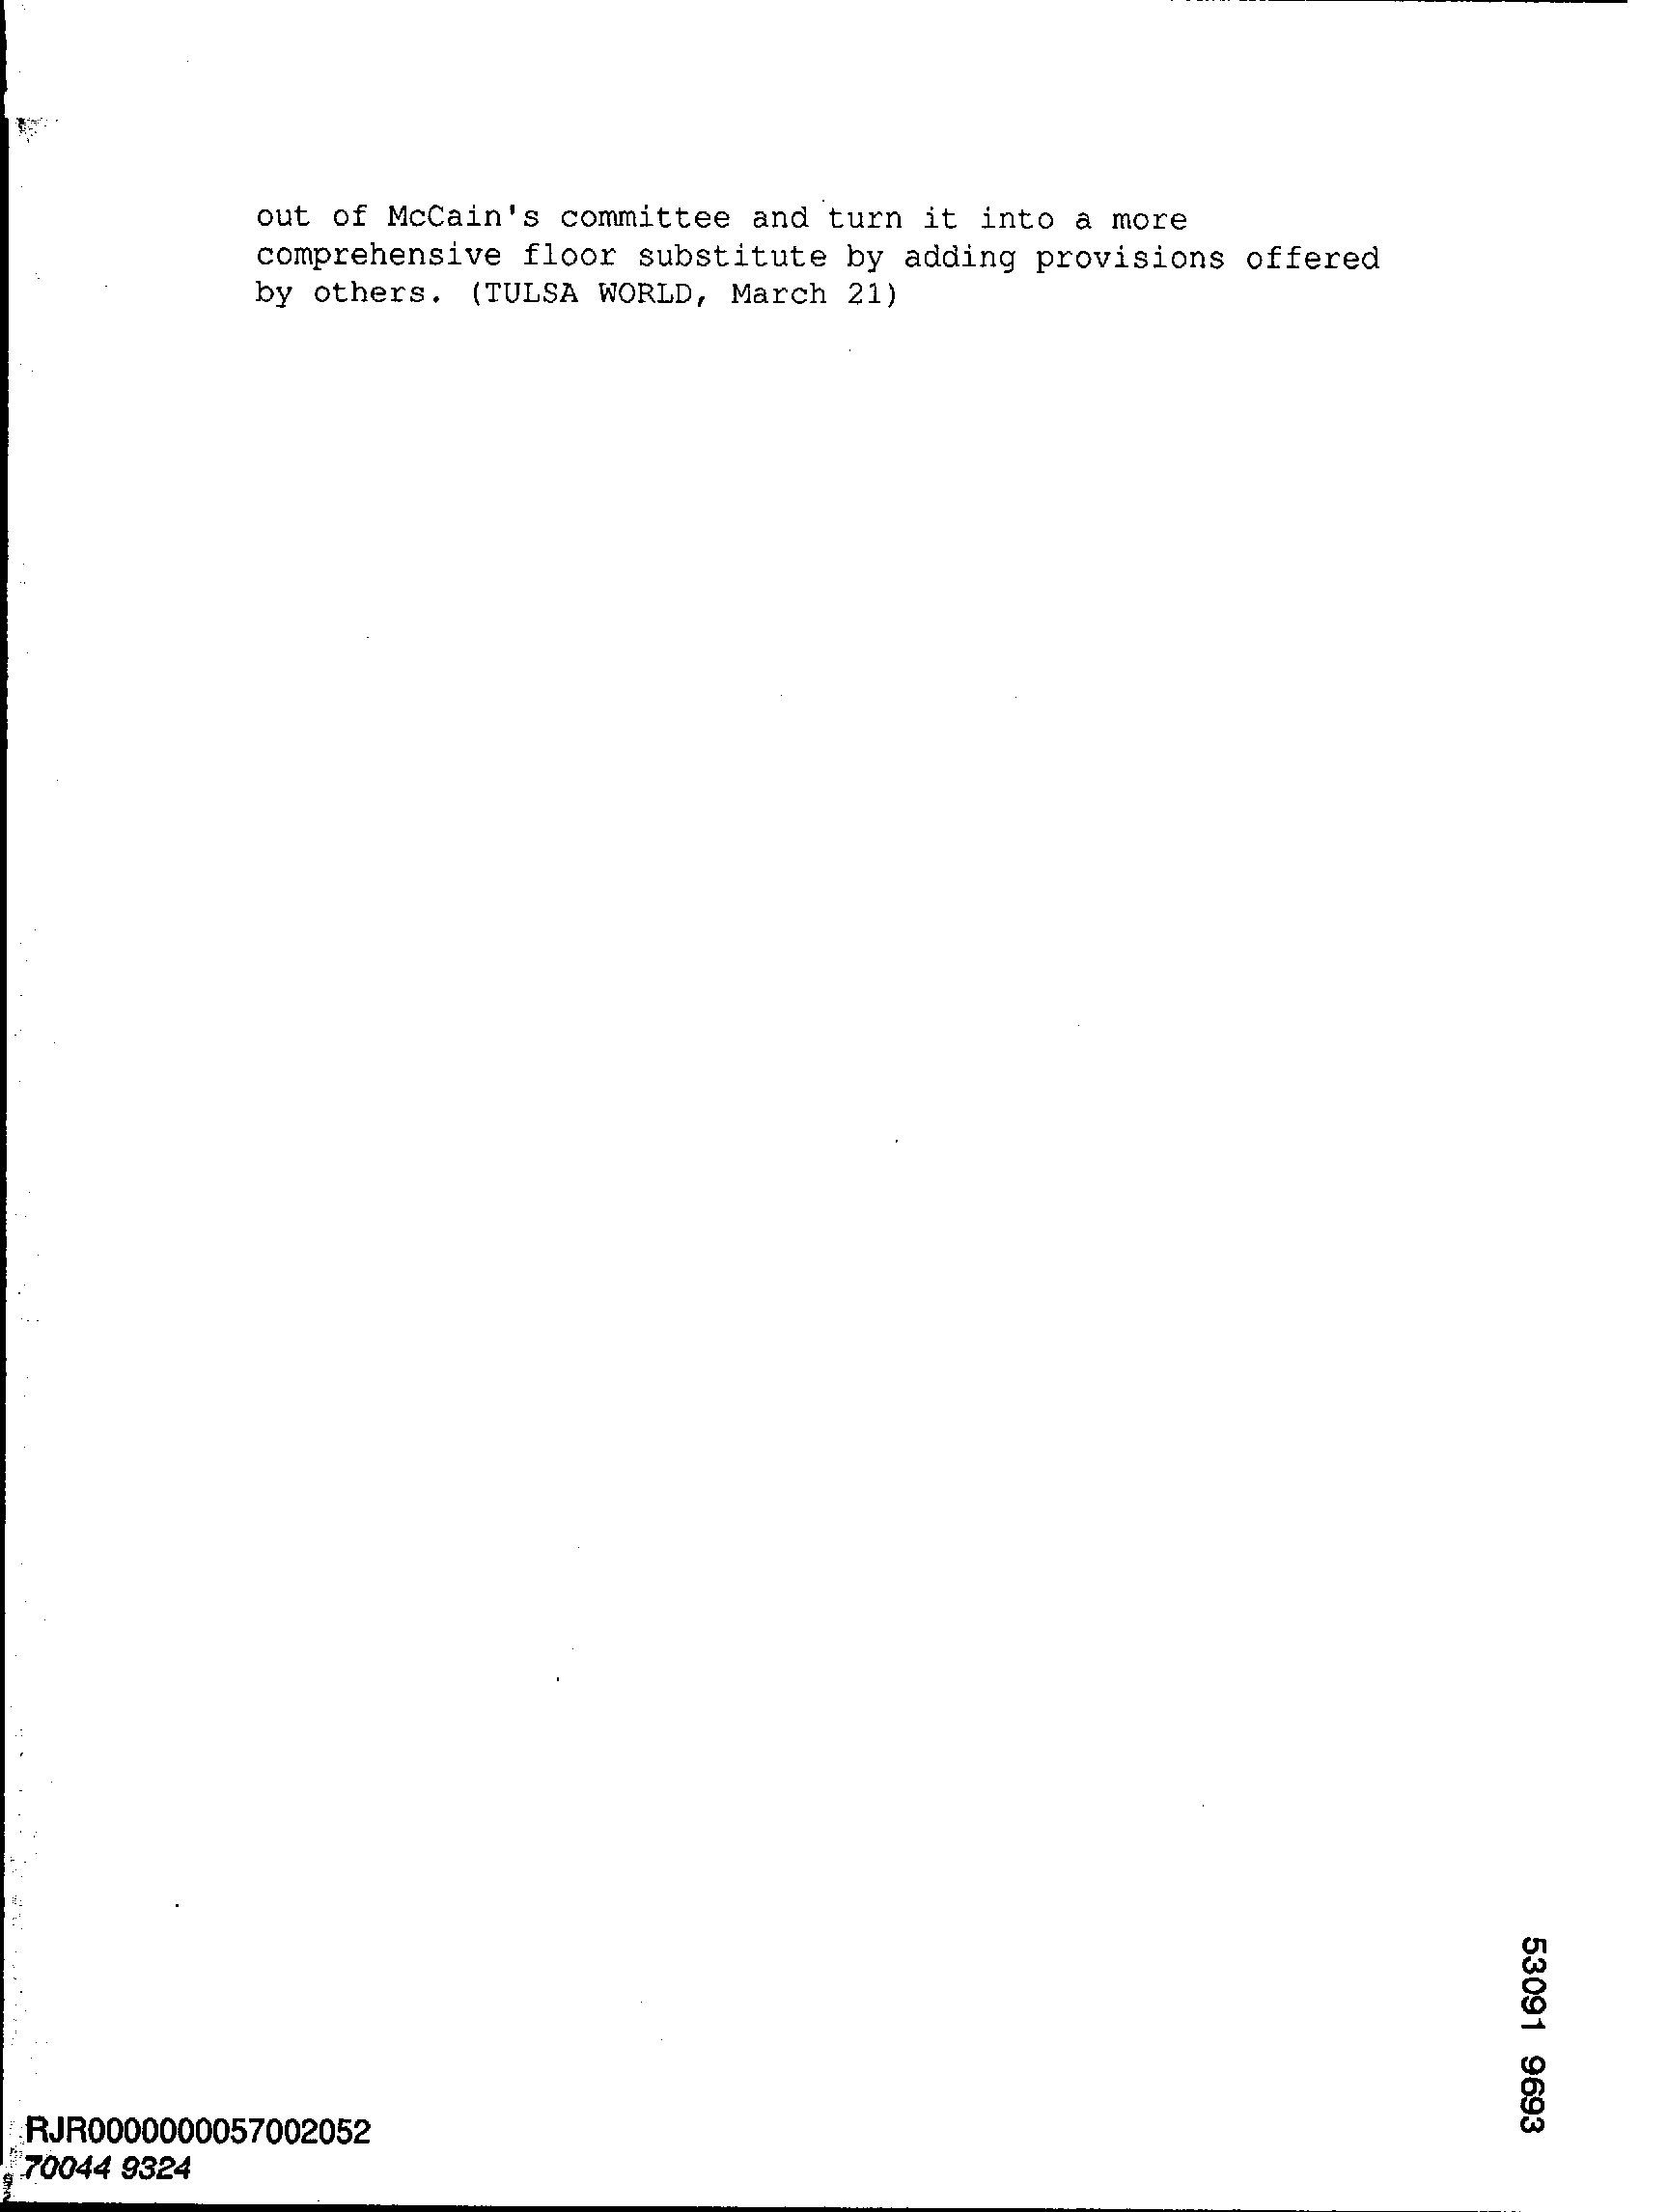 out of McCain's committee and turn it into a more
comprehensive floor substitute by adding provisions offered
by others. (TULSA WORLD, March 21)
53091 9693
RJR0000000057002052
70044 9324